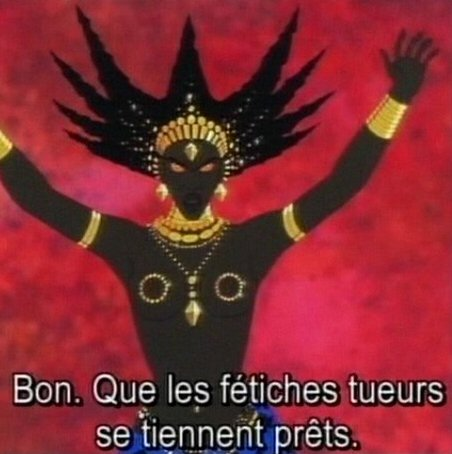 Bon. Que les fétiches tueurs
se tiennent prêts.